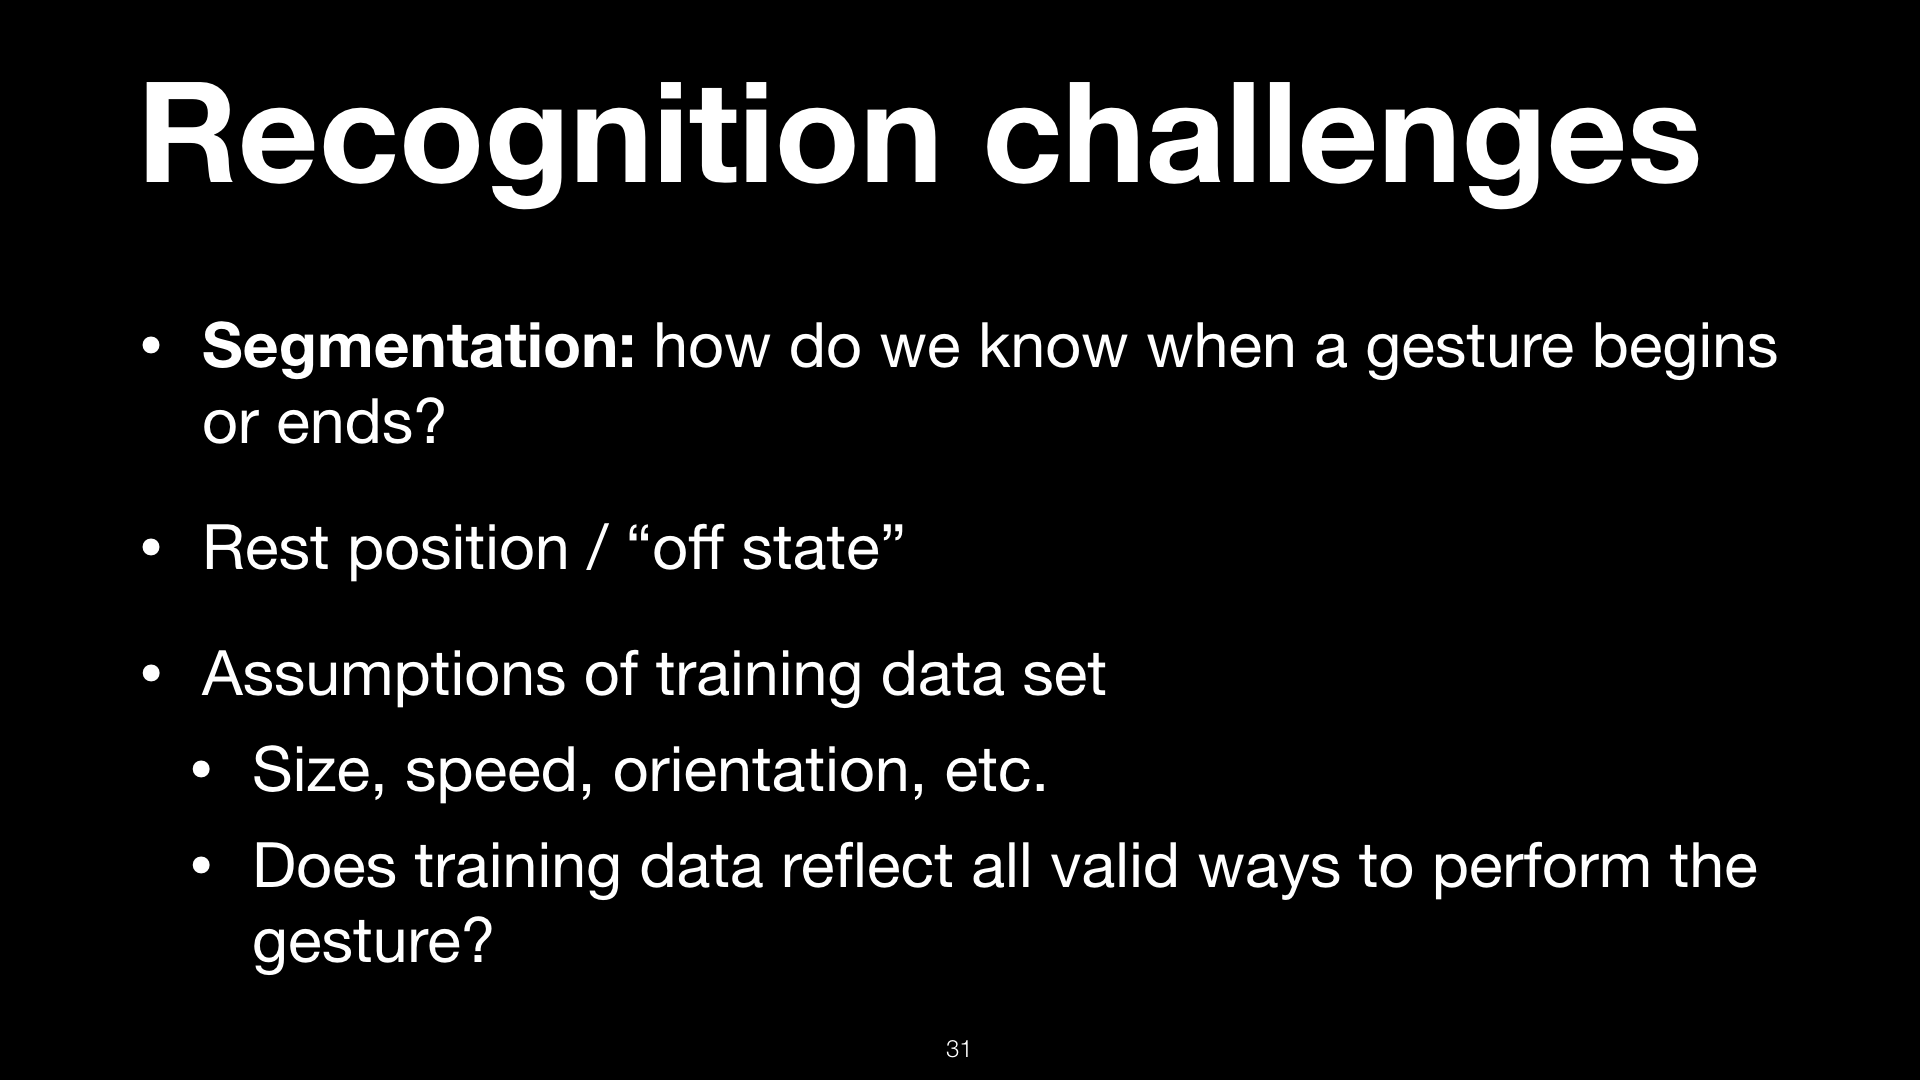 Recognition challenges
• Segmentation: how do we know when a gesture begins
or ends?
• Rest position / “off state”
• Assumptions of training data set
• Size, speed, orientation, etc.
• Does training data reflect all valid ways to perform the
gesture?
31